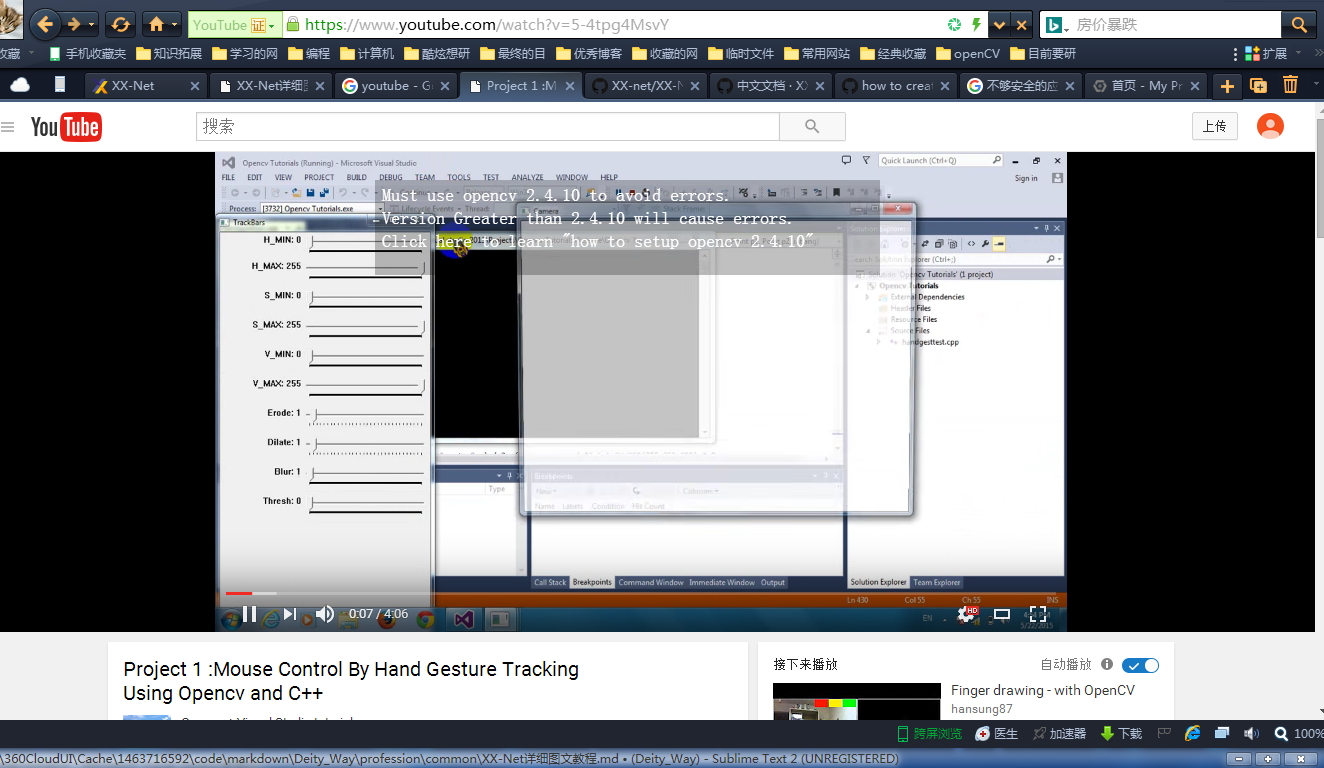 YouTube 证
https://www.youtube.com/watch?v=5-4tpg4MsvY
房价暴跌
收藏 手机收藏夹 知识拓展 学习的网 编程 计算机 酷炫想研 最终的目 优秀博客 收藏的网 临时文件 常用网站 经典收藏 openCV 目前要研 扩展
XX-Net XX-Net详细图 youtube - G Project 1 :M XX-net/XX-N 中文文档 · XX how to creat 不够安全的应 首页 - My Pr
YouTube
搜索
上传
Opencv Tutorials (Running) - Microsoft Visual Studio
Quick Launch (Ctrl+Q)
FILE EDIT VIEW PROJECT BUILD DEBUG TEAM TOOLS TEST ANALYZE WINDOW HELP
Sign in
Must use opencv 2.4.10 to avoid errors.
Process: [3732] Opencv Tutorials.exe
Lifecycle Events Thread:
-Version Greater than 2.4.10 will cause errors.
Click here to learn "how to setup opencv 2.4.10"
TrackBars
Camera
Solution Explorer
H_MIN: 0
H_MAX: 255
S_MIN: 0
S_MAX: 255
V_MIN: 0
V_MAX: 255
Erode: 1
Dilate: 1
Blur: 1
Thresh: 0
Search Solution Explorer (Ctrl+;)
Solution 'Opencv Tutorials' (1 project)
Opencv Tutorials
External Dependencies
Header Files
Resource Files
Source Files
handgesttest.cpp
Type
Breakpoints
New
Columns
Name Labels Condition Hit Count
Call Stack Breakpoints Command Window Immediate Window Output
Solution Explorer Team Explorer
Ln 430 Col 55 Ch 55 INS
0:07 / 4:06
HD
EN
5/22/2015
Project 1 :Mouse Control By Hand Gesture Tracking
Using Opencv and C++
接下来播放
自动播放
Finger drawing - with OpenCV
hansung87
跨屏浏览 医生 加速器 下载 100%
\360CloudUI\Cache\1463716592\code\markdown\Deity_Way\profession\common\XX-Net详细图文教程.md • (Deity_Way) - Sublime Text 2 (UNREGISTERED)